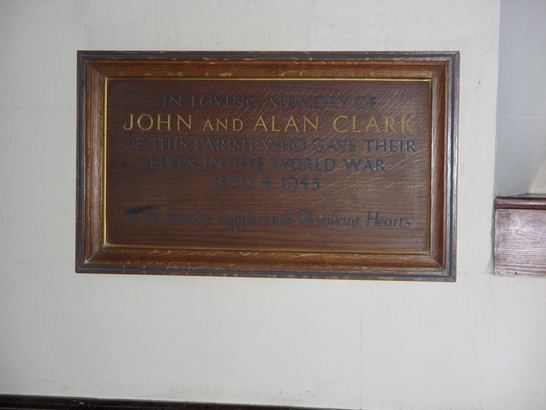 IN LOVING MEMORY OF
JOHN AND ALAN CLARK
OF THIS PARISH WHO GAVE THEIR
LIVES IN THE WORLD WAR
1939 + 1945
Valiant Hearts